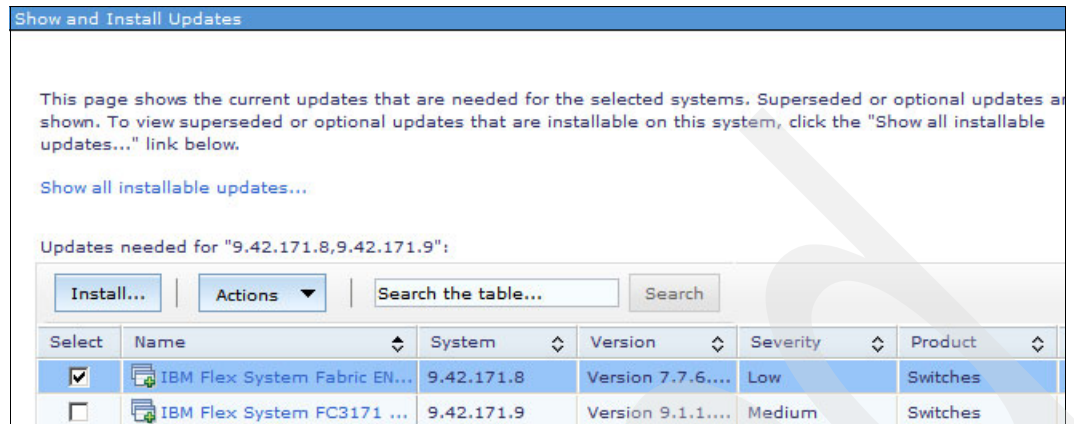 Show and Install Updates
This page shows the current updates that are needed for the selected systems. Superseded or optional updates
shown. To view superseded or optional updates that are installable on this system, click the "Show all installable
updates..." link below.
Show all installable updates...
Updates needed for "9.42.171.8,9.42.171.9":
Install... Actions Search the table... Search
Select Name System Version Severity Product
IBM Flex System Fabric EN... 9.42.171.8 Version 7.7.6.... Low Switches
IBM Flex System FC3171 ... 9.42.171.9 Version 9.1.1.... Medium Switches